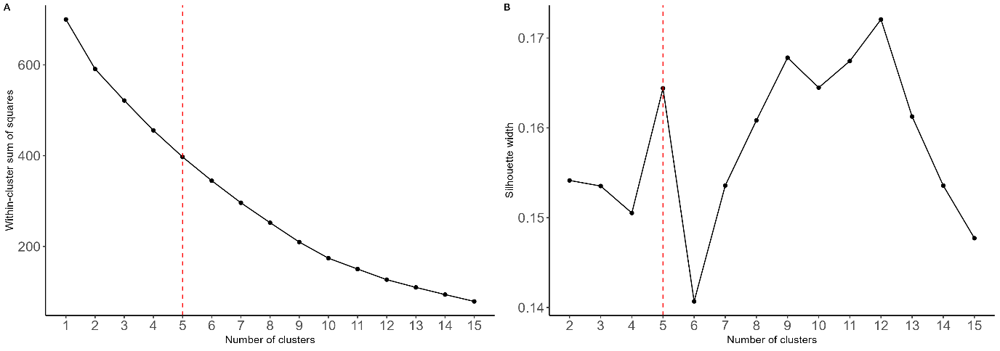 A
Within-cluster sum of squares
600
400
200
1 2 3 4 5 6 7 8 9 10 11 12 13 14 15
Number of clusters
B
Silhouette width
0.17
0.16
0.15
0.14
2 3 4 5 6 7 8 9 10 11 12 13 14 15
Number of clusters